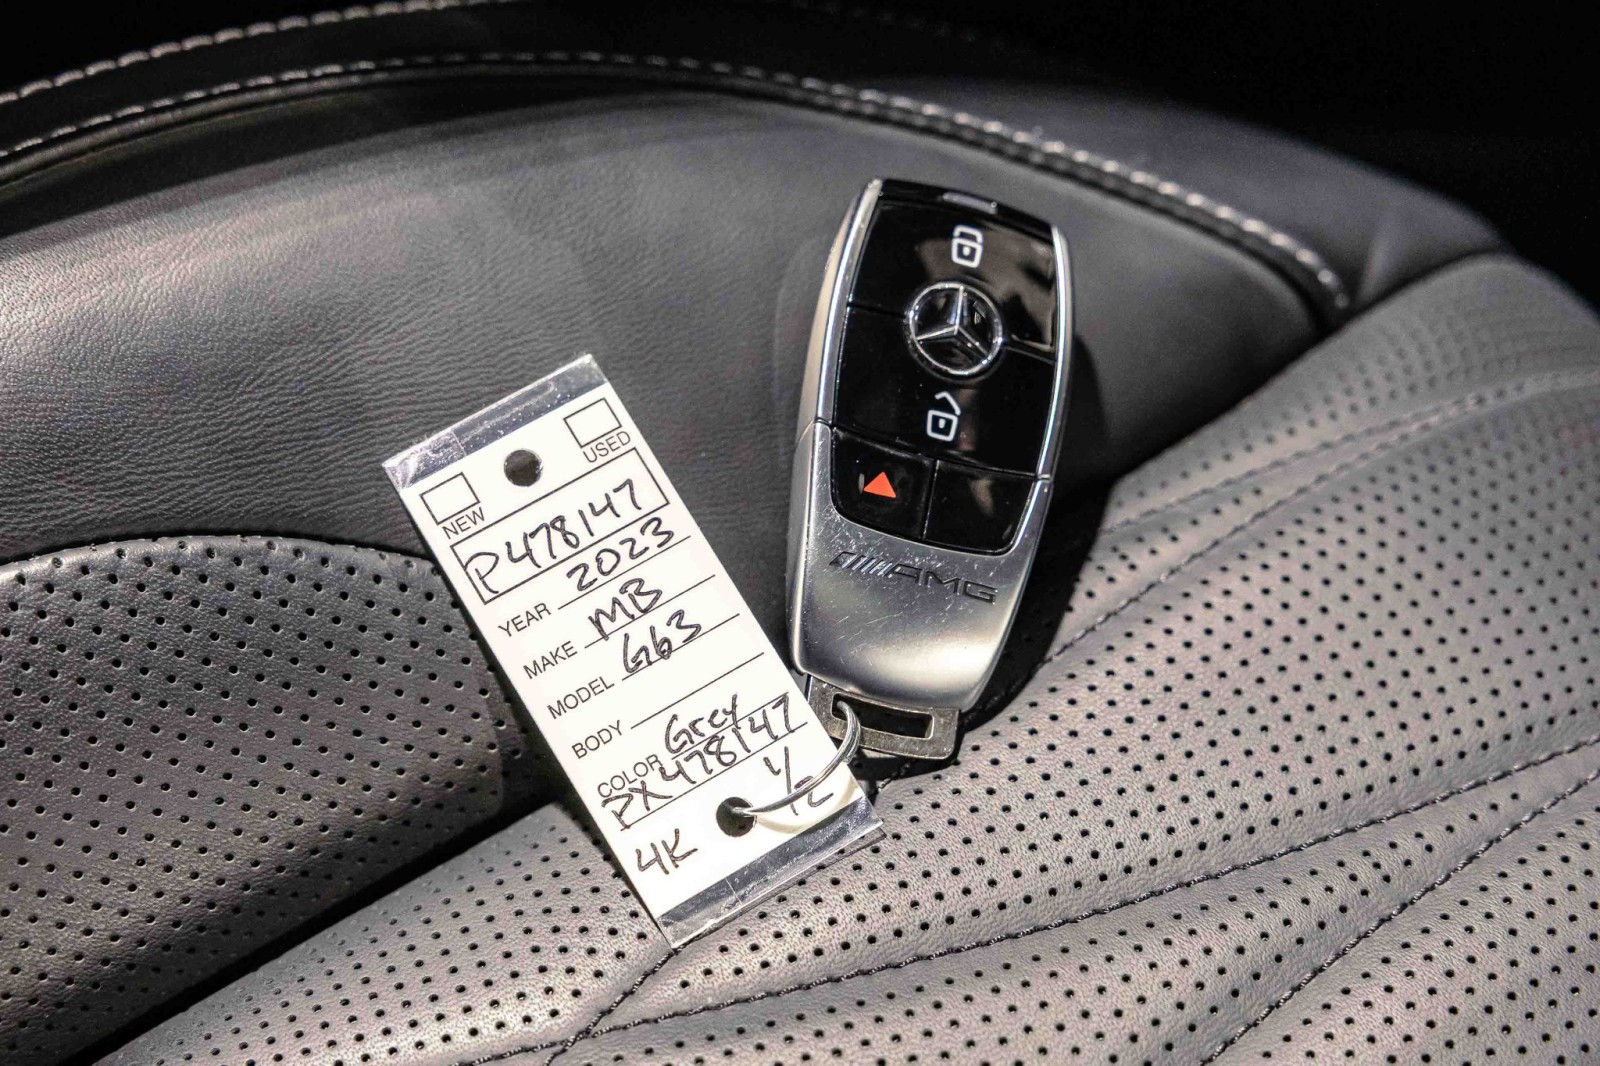 USED
NEW
P478147
YEAR 2023
MAKE MB
MODEL G63
BODY
COLOR Grey
PX478147
1/2
4K
AMG